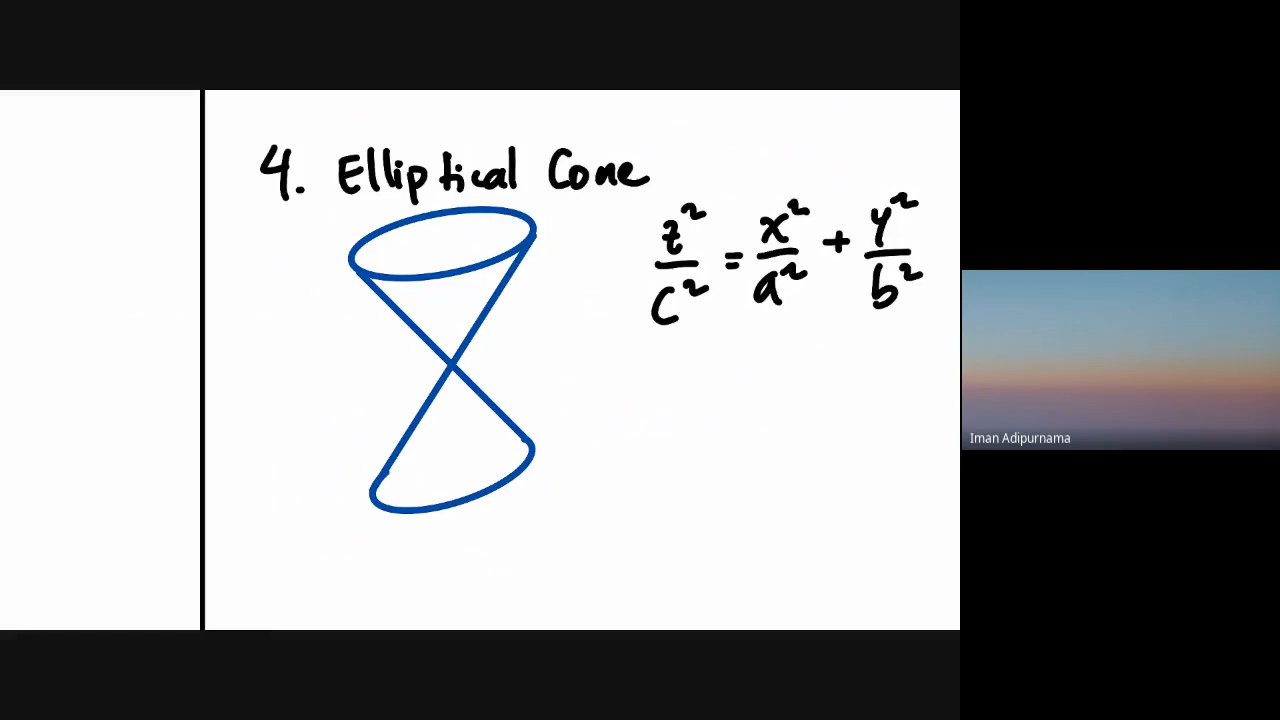 4. Elliptical Cone
z²/c² = x²/a² + y²/b²
Iman Adipurnama